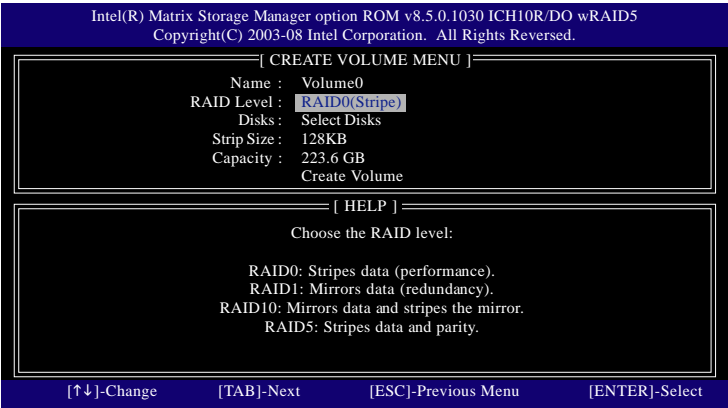 Intel(R) Matrix Storage Manager option ROM v8.5.0.1030 ICH10R/DO wRAID5
Copyright(C) 2003-08 Intel Corporation. All Rights Reversed.
[ CREATE VOLUME MENU ]
Name : Volume0
RAID Level : RAID0(Stripe)
Disks : Select Disks
Strip Size : 128KB
Capacity : 223.6 GB
Create Volume
[ HELP ]
Choose the RAID level:
RAID0: Stripes data (performance).
RAID1: Mirrors data (redundancy).
RAID10: Mirrors data and stripes the mirror.
RAID5: Stripes data and parity.
[↑↓]-Change [TAB]-Next [ESC]-Previous Menu [ENTER]-Select